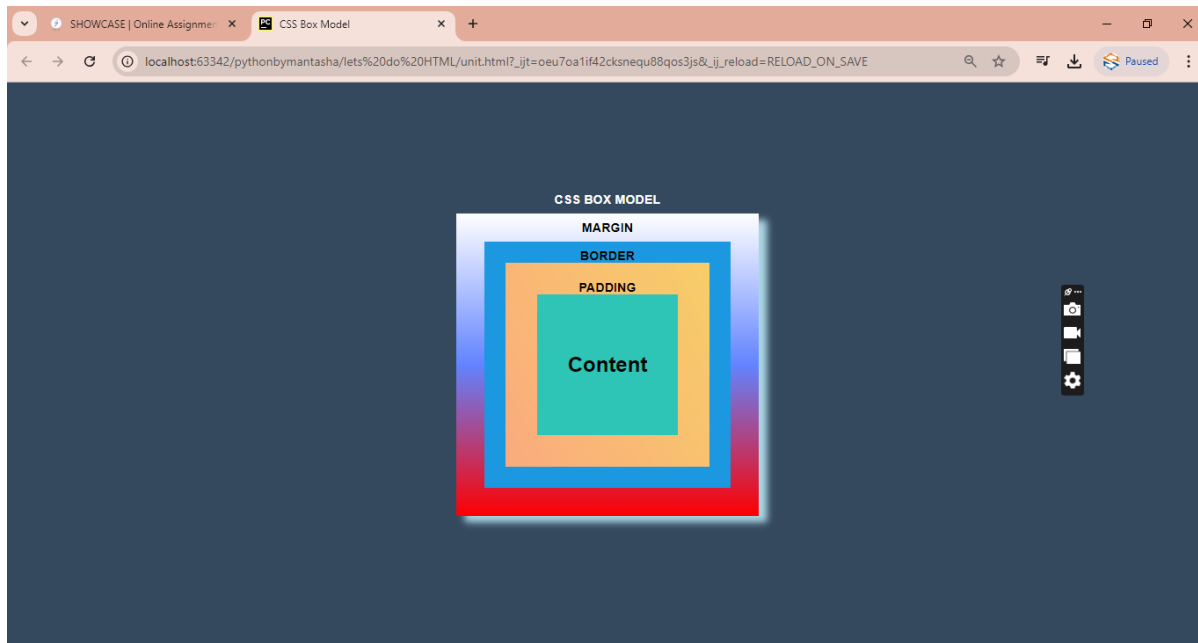 SHOWCASE | Online Assignmen
CSS Box Model
localhost:63342/pythonbymantasha/lets%20do%20HTML/unit.html?_ijt=oeu7oa1if42cksnequ88qos3js&_ij_reload=RELOAD_ON_SAVE
Paused
CSS BOX MODEL
MARGIN
BORDER
PADDING
Content